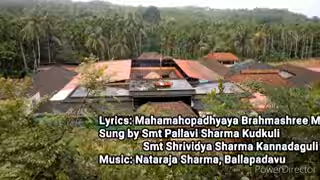 Lyrics: Mahamahopadhyaya Brahmashree M
Sung by Smt Pallavi Sharma Kudkuli
Smt Shrividya Sharma Kannadaguli
Music: Nataraja Sharma, Ballapadavu
PowerDirector